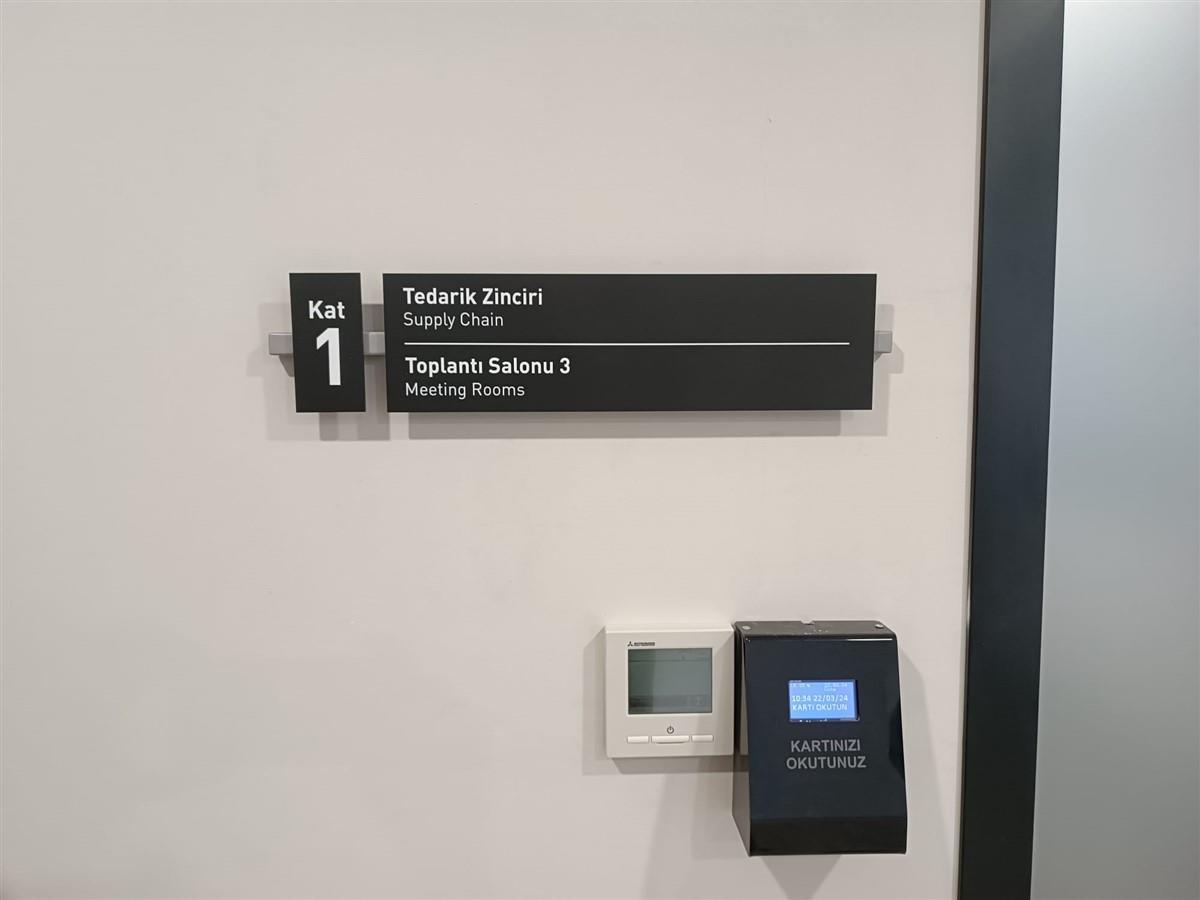 Kat
1
Tedarik Zinciri
Supply Chain
Toplantı Salonu 3
Meeting Rooms
10:34 22/03/24
KARTI OKUTUN
KARTINIZI
OKUTUNUZ